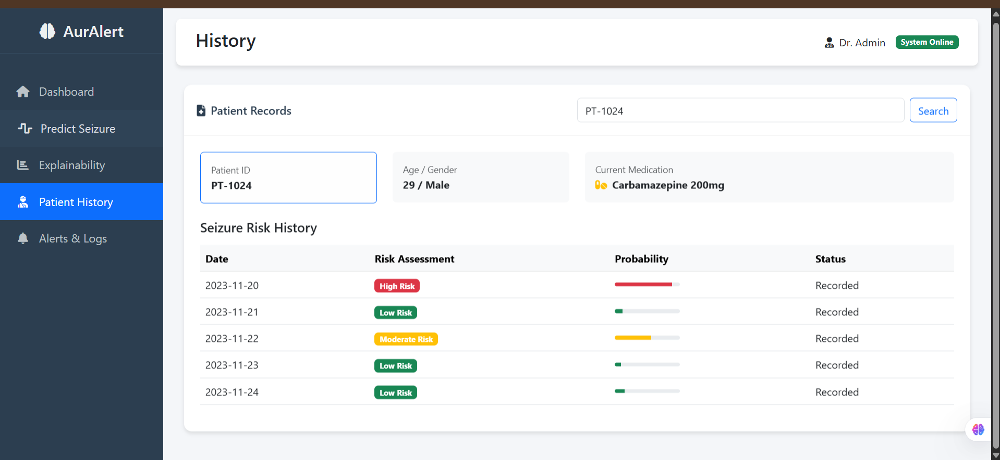 AurAlert
Dashboard
Predict Seizure
Explainability
Patient History
Alerts & Logs
History
Dr. Admin
System Online
Patient Records
PT-1024
Search
Patient ID
PT-1024
Age / Gender
29 / Male
Current Medication
Carbamazepine 200mg
Seizure Risk History
Date Risk Assessment Probability Status
2023-11-20 High Risk Recorded
2023-11-21 Low Risk Recorded
2023-11-22 Moderate Risk Recorded
2023-11-23 Low Risk Recorded
2023-11-24 Low Risk Recorded